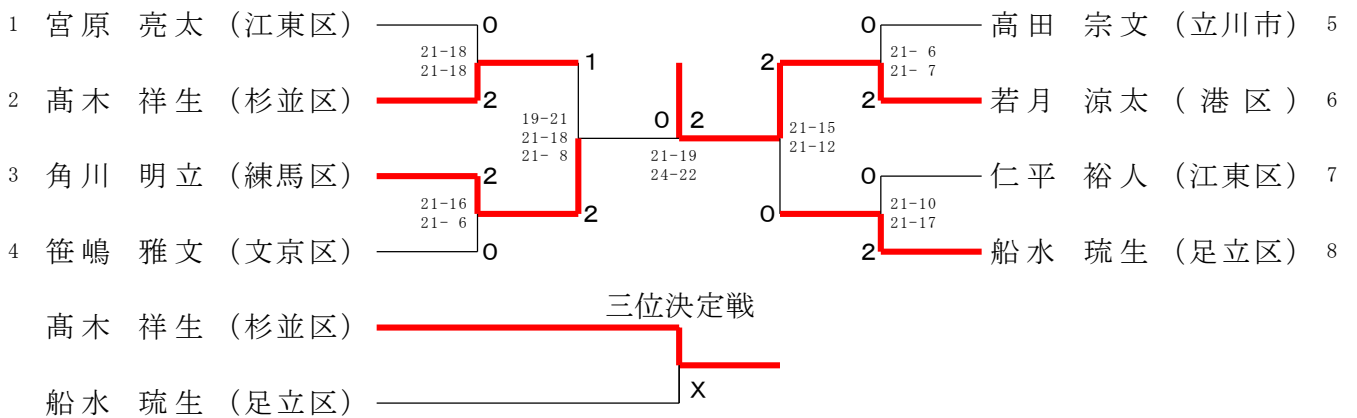 1 宮原 亮太 (江東区) 0
21-18
21-18
2 髙木 祥生 (杉並区) 2
1
19-21
21-18
21- 8
3 角川 明立 (練馬区) 2
21-16
21- 6
2
4 笹嶋 雅文 (文京区) 0
0 2
21-19
24-22
0 高田 宗文 (立川市) 5
21- 6
21- 7
2
2 若月 涼太 (港区) 6
21-15
21-12
0 仁平 裕人 (江東区) 7
21-10
21-17
0
2 船水 琉生 (足立区) 8
三位決定戦
髙木 祥生 (杉並区)
X
船水 琉生 (足立区)